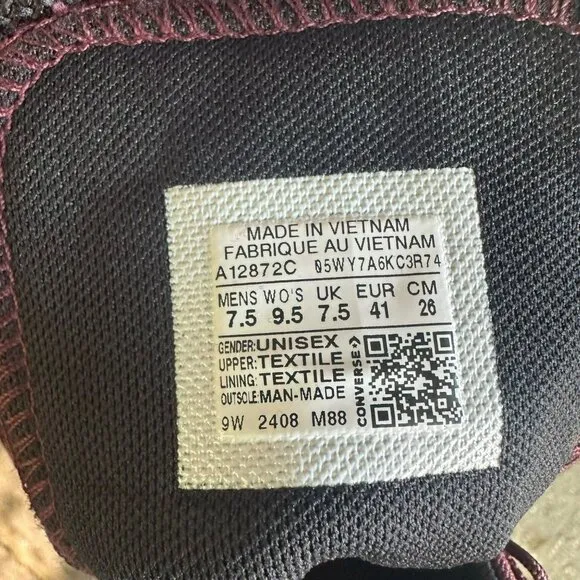 MADE IN VIETNAM
FABRIQUE AU VIETNAM
A12872C 05WY7A6KC3R74
MENS WO'S UK EUR CM
7.5 9.5 7.5 41 26
GENDER:UNISEX
UPPER:TEXTILE
LINING:TEXTILE
OUTSOLE:MAN-MADE
CONVERSE
9W 2408 M88